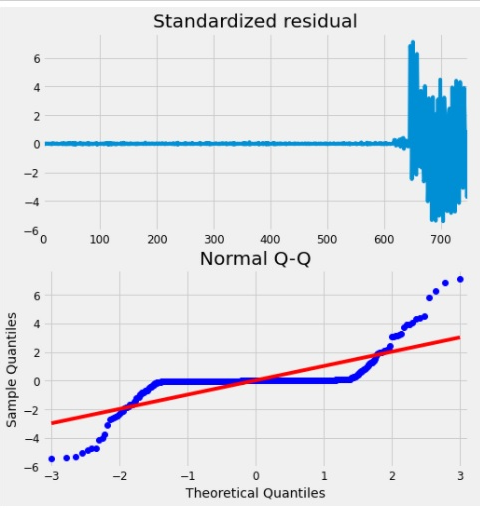 Standardized residual
6
4
2
0
−2
−4
−6
0 100 200 300 400 500 600 700
Normal Q-Q
Sample Quantiles
6
4
2
0
−2
−4
−6
−3 −2 −1 0 1 2 3
Theoretical Quantiles